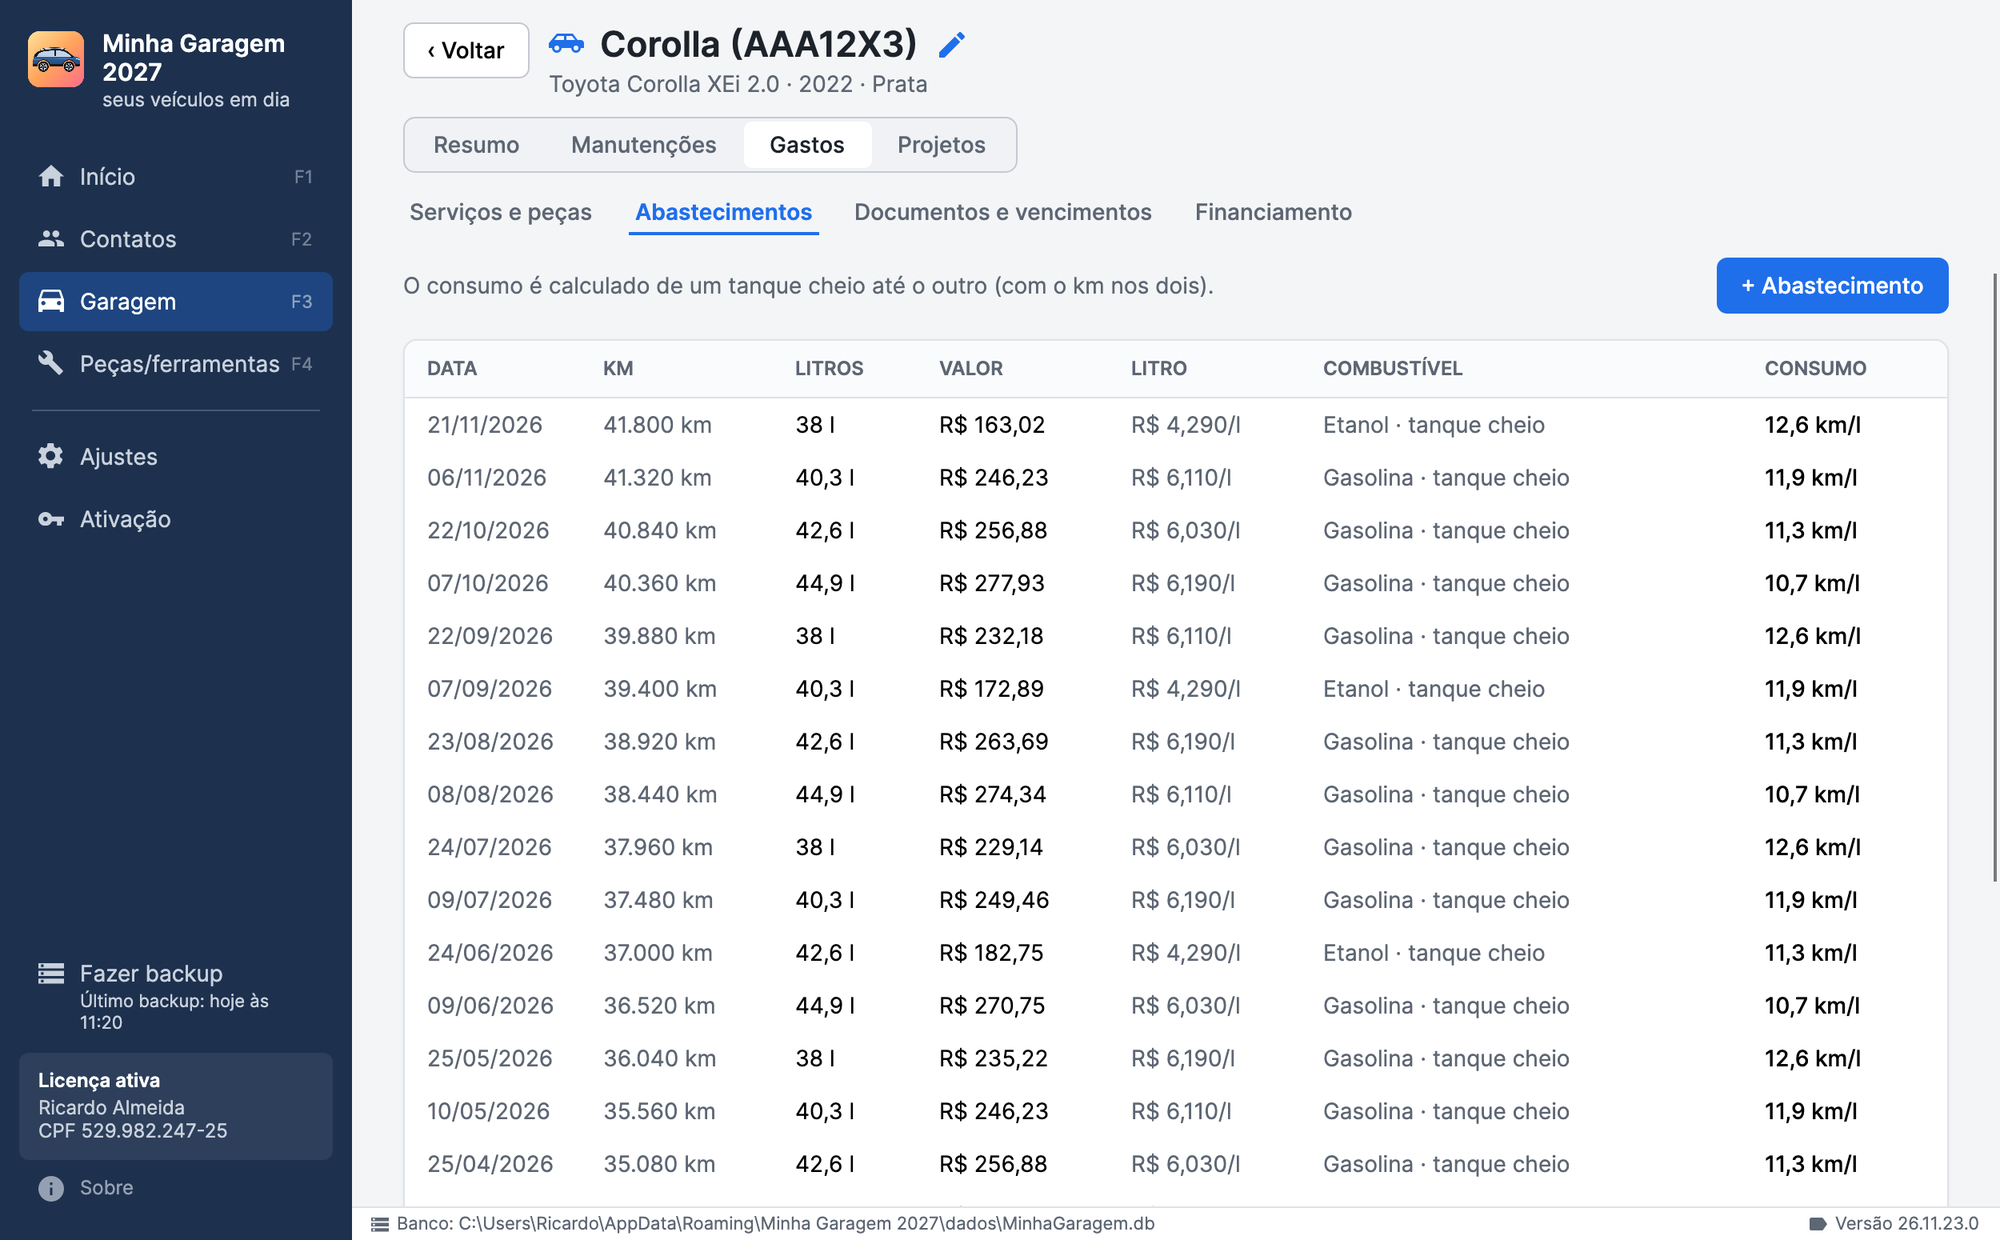 Minha Garagem
2027
seus veículos em dia
Início F1
Contatos F2
Garagem F3
Peças/ferramentas F4
Ajustes
Ativação
Fazer backup
Último backup: hoje às
11:20
Licença ativa
Ricardo Almeida
CPF 529.982.247-25
Sobre
‹ Voltar
Corolla (AAA12X3)
Toyota Corolla XEi 2.0 · 2022 · Prata
Resumo Manutenções Gastos Projetos
Serviços e peças Abastecimentos Documentos e vencimentos Financiamento
O consumo é calculado de um tanque cheio até o outro (com o km nos dois).
+ Abastecimento
DATA KM LITROS VALOR LITRO COMBUSTÍVEL CONSUMO
21/11/2026 41.800 km 38 l R$ 163,02 R$ 4,290/l Etanol · tanque cheio 12,6 km/l
06/11/2026 41.320 km 40,3 l R$ 246,23 R$ 6,110/l Gasolina · tanque cheio 11,9 km/l
22/10/2026 40.840 km 42,6 l R$ 256,88 R$ 6,030/l Gasolina · tanque cheio 11,3 km/l
07/10/2026 40.360 km 44,9 l R$ 277,93 R$ 6,190/l Gasolina · tanque cheio 10,7 km/l
22/09/2026 39.880 km 38 l R$ 232,18 R$ 6,110/l Gasolina · tanque cheio 12,6 km/l
07/09/2026 39.400 km 40,3 l R$ 172,89 R$ 4,290/l Etanol · tanque cheio 11,9 km/l
23/08/2026 38.920 km 42,6 l R$ 263,69 R$ 6,190/l Gasolina · tanque cheio 11,3 km/l
08/08/2026 38.440 km 44,9 l R$ 274,34 R$ 6,110/l Gasolina · tanque cheio 10,7 km/l
24/07/2026 37.960 km 38 l R$ 229,14 R$ 6,030/l Gasolina · tanque cheio 12,6 km/l
09/07/2026 37.480 km 40,3 l R$ 249,46 R$ 6,190/l Gasolina · tanque cheio 11,9 km/l
24/06/2026 37.000 km 42,6 l R$ 182,75 R$ 4,290/l Etanol · tanque cheio 11,3 km/l
09/06/2026 36.520 km 44,9 l R$ 270,75 R$ 6,030/l Gasolina · tanque cheio 10,7 km/l
25/05/2026 36.040 km 38 l R$ 235,22 R$ 6,190/l Gasolina · tanque cheio 12,6 km/l
10/05/2026 35.560 km 40,3 l R$ 246,23 R$ 6,110/l Gasolina · tanque cheio 11,9 km/l
25/04/2026 35.080 km 42,6 l R$ 256,88 R$ 6,030/l Gasolina · tanque cheio 11,3 km/l
Banco: C:\Users\Ricardo\AppData\Roaming\Minha Garagem 2027\dados\MinhaGaragem.db
Versão 26.11.23.0